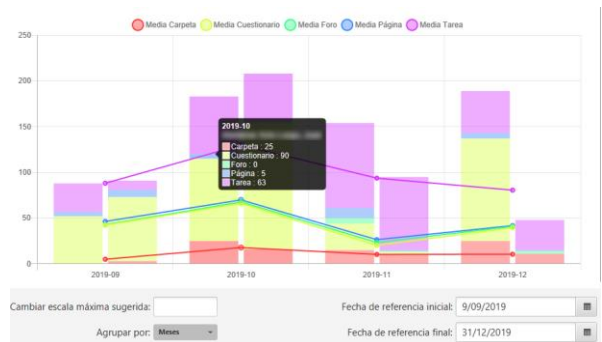 Media Carpeta Media Cuestionario Media Foro Media Página Media Tarea
250
200
150
100
50
0
2019-10
Carpeta : 25
Cuestionario : 90
Foro : 0
Página : 5
Tarea : 63
2019-09 2019-10 2019-11 2019-12
Cambiar escala máxima sugerida: Fecha de referencia inicial: 9/09/2019
Agrupar por: Meses Fecha de referencia final: 31/12/2019